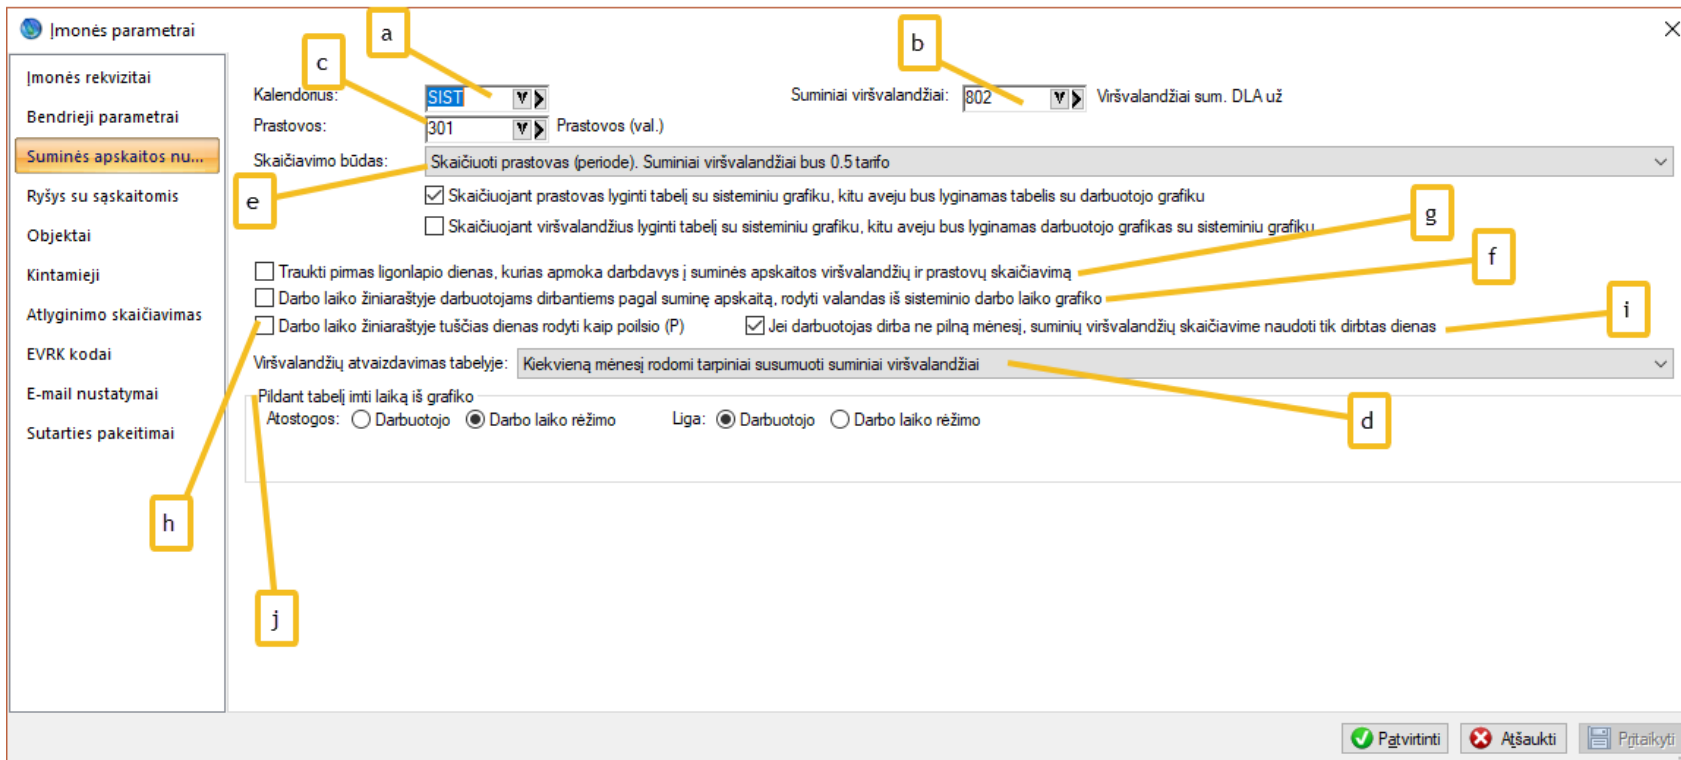 Įmonės parametrai
a
b
c
Įmonės rekvizitai
Bendrieji parametrai
Suminės apskaitos nu...
Ryšys su sąskaitomis
Objektai
Kintamieji
Atlyginimo skaičiavimas
EVRK kodai
E-mail nustatymai
Sutarties pakeitimai
Kalendorius: SIST Suminiai viršvalandžiai: 802 Viršvalandžiai sum. DLA už
Prastovos: 301 Prastovos (val.)
Skaičiavimo būdas: Skaičiuoti prastovas (periode). Suminiai viršvalandžiai bus 0.5 tarifo
e
Skaičiuojant prastovas lyginti tabelį su sisteminiu grafiku, kitu aveju bus lyginamas tabelis su darbuotojo grafiku
g
Skaičiuojant viršvalandžius lyginti tabelį su sisteminiu grafiku, kitu aveju bus lyginamas darbuotojo grafikas su sisteminiu grafiku
f
Traukti pirmas ligonlapio dienas, kurias apmoka darbdavys į suminės apskaitos viršvalandžių ir prastovų skaičiavimą
Darbo laiko žiniaraštyje darbuotojams dirbantiems pagal suminę apskaitą, rodyti valandas iš sisteminio darbo laiko grafiko
i
Darbo laiko žiniaraštyje tuščias dienas rodyti kaip poilsio (P) Jei darbuotojas dirba ne pilną mėnesį, suminių viršvalandžių skaičiavime naudoti tik dirbtas dienas
Viršvalandžių atvaizdavimas tabelyje: Kiekvieną mėnesį rodomi tarpiniai susumuoti suminiai viršvalandžiai
Pildant tabelį imti laiką iš grafiko
Atostogos: Darbuotojo Darbo laiko rėžimo Liga: Darbuotojo Darbo laiko rėžimo
d
h
j
Patvirtinti Atšaukti Pritaikyti